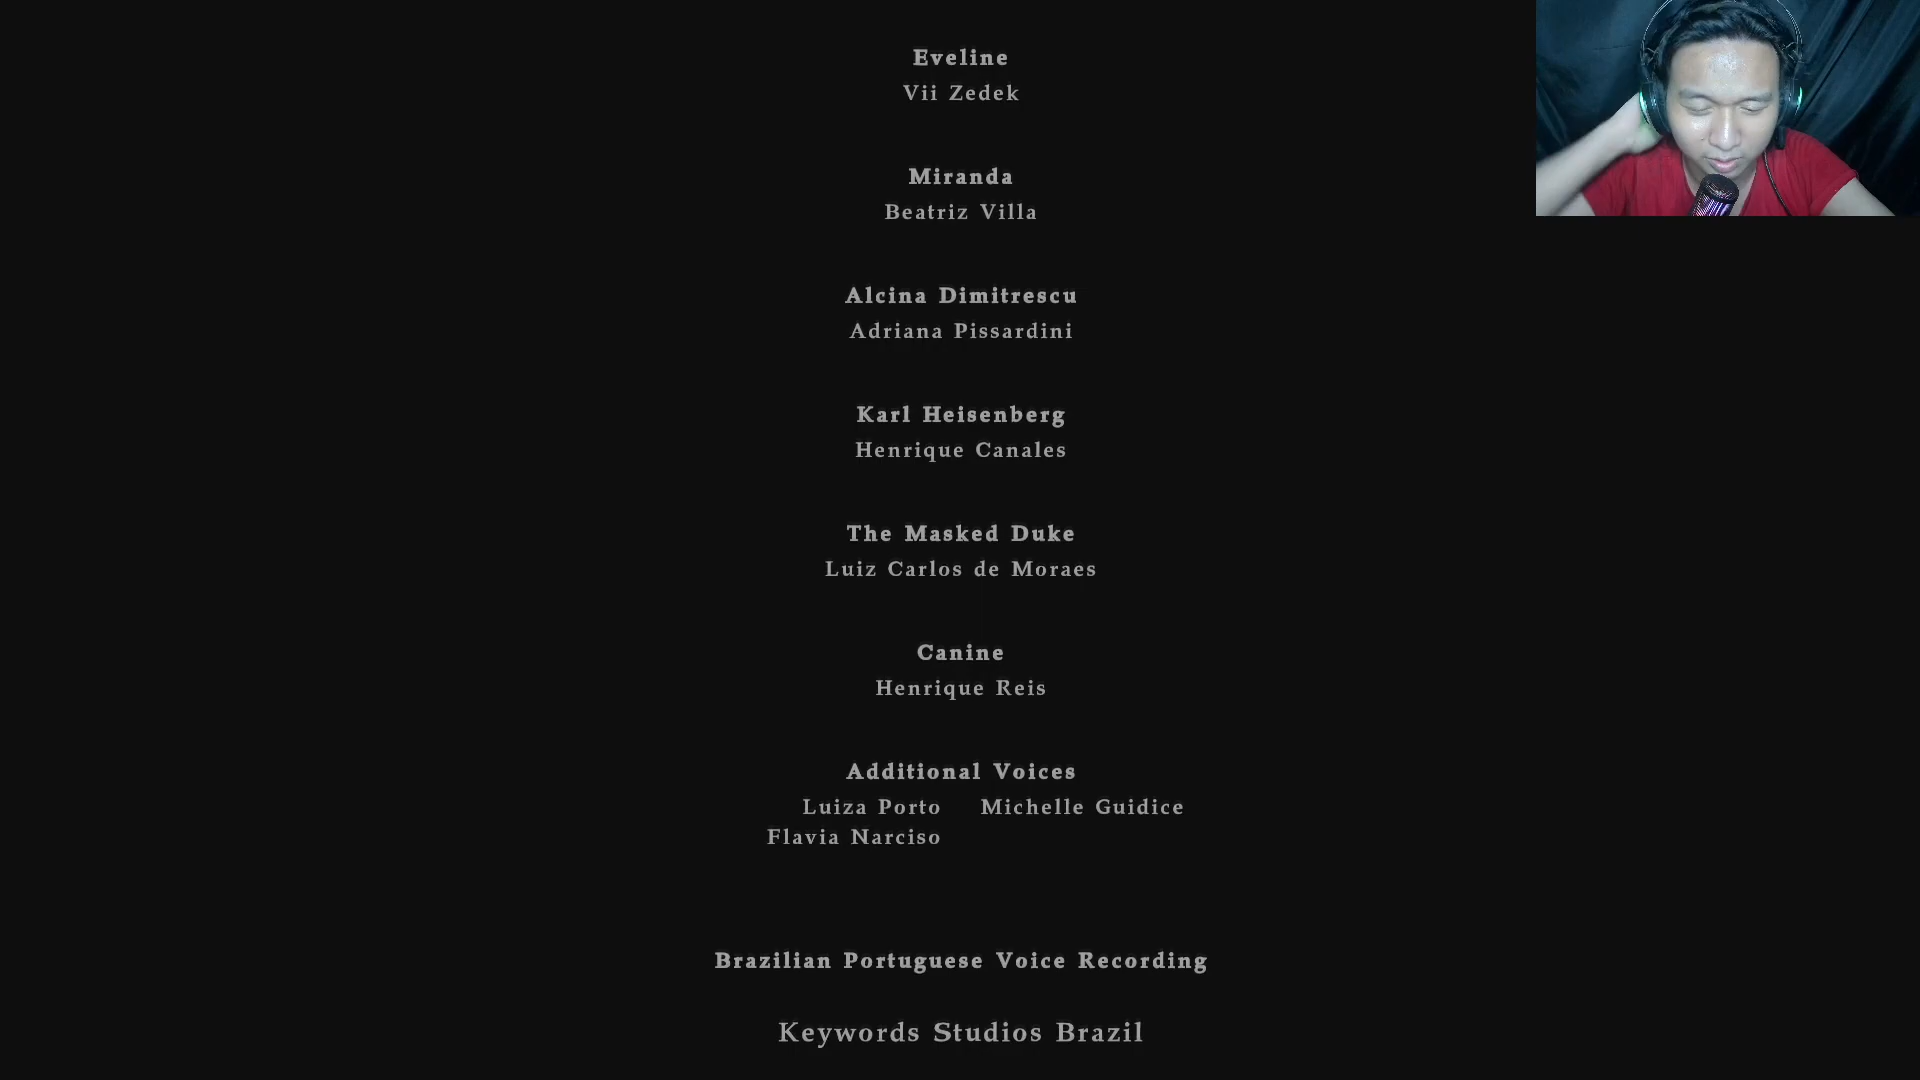 Eveline
Vii Zedek
Miranda
Beatriz Villa
Alcina Dimitrescu
Adriana Pissardini
Karl Heisenberg
Henrique Canales
The Masked Duke
Luiz Carlos de Moraes
Canine
Henrique Reis
Additional Voices
Luiza Porto Michelle Guidice
Flavia Narciso
Brazilian Portuguese Voice Recording
Keywords Studios Brazil